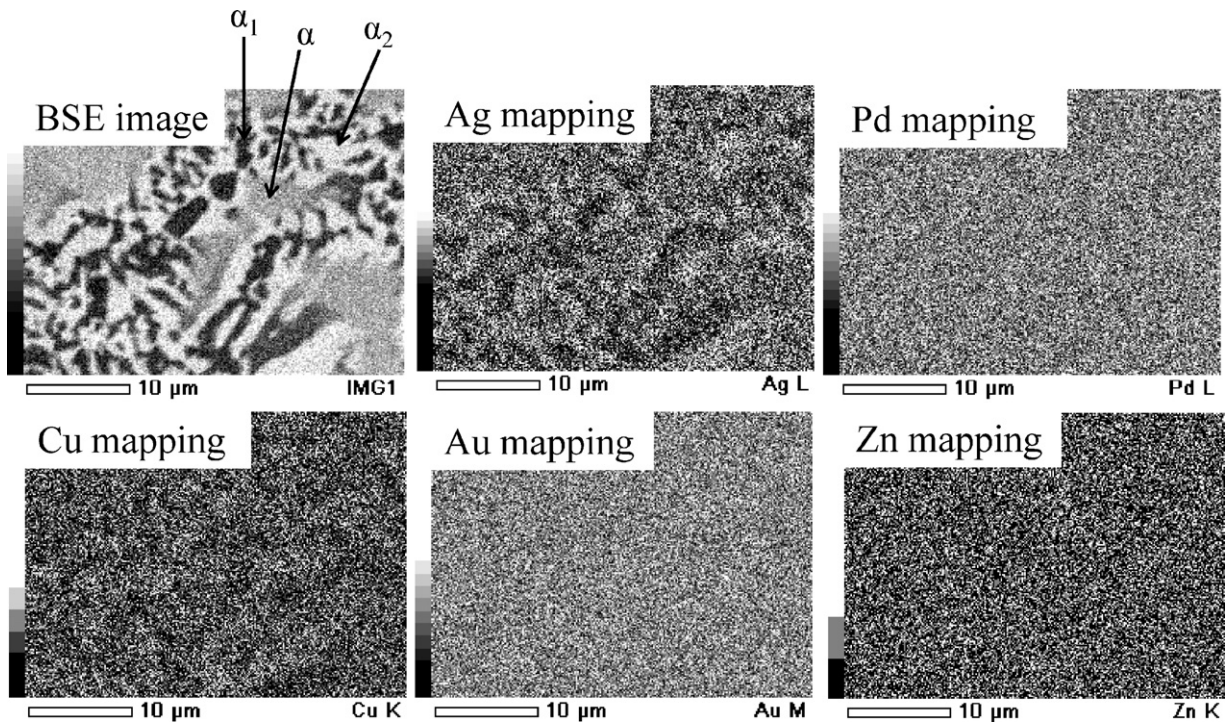 α₁ α α₂
BSE image
Ag mapping
Pd mapping
10 μm IMG1
10 μm Ag L
10 μm Pd L
Cu mapping
Au mapping
Zn mapping
10 μm Cu K
10 μm Au M
10 μm Zn K